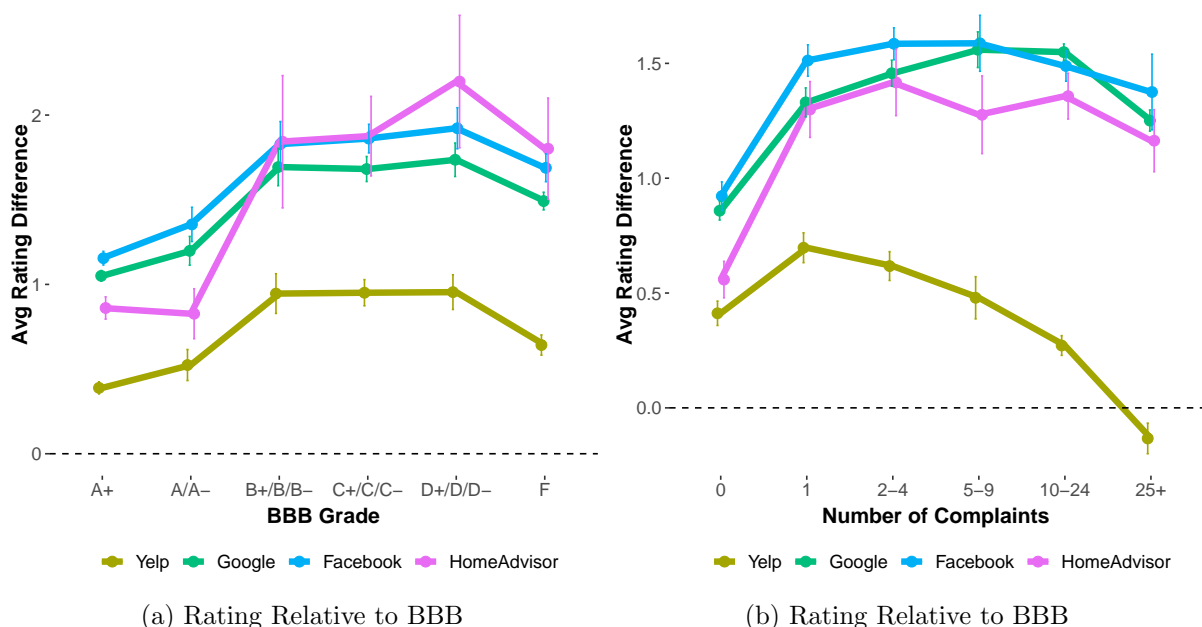 Avg Rating Difference
2
1
0
A+ A/A− B+/B/B− C+/C/C− D+/D/D− F
BBB Grade
Yelp Google Facebook HomeAdvisor
(a) Rating Relative to BBB
Avg Rating Difference
1.5
1.0
0.5
0.0
0 1 2−4 5−9 10−24 25+
Number of Complaints
Yelp Google Facebook HomeAdvisor
(b) Rating Relative to BBB